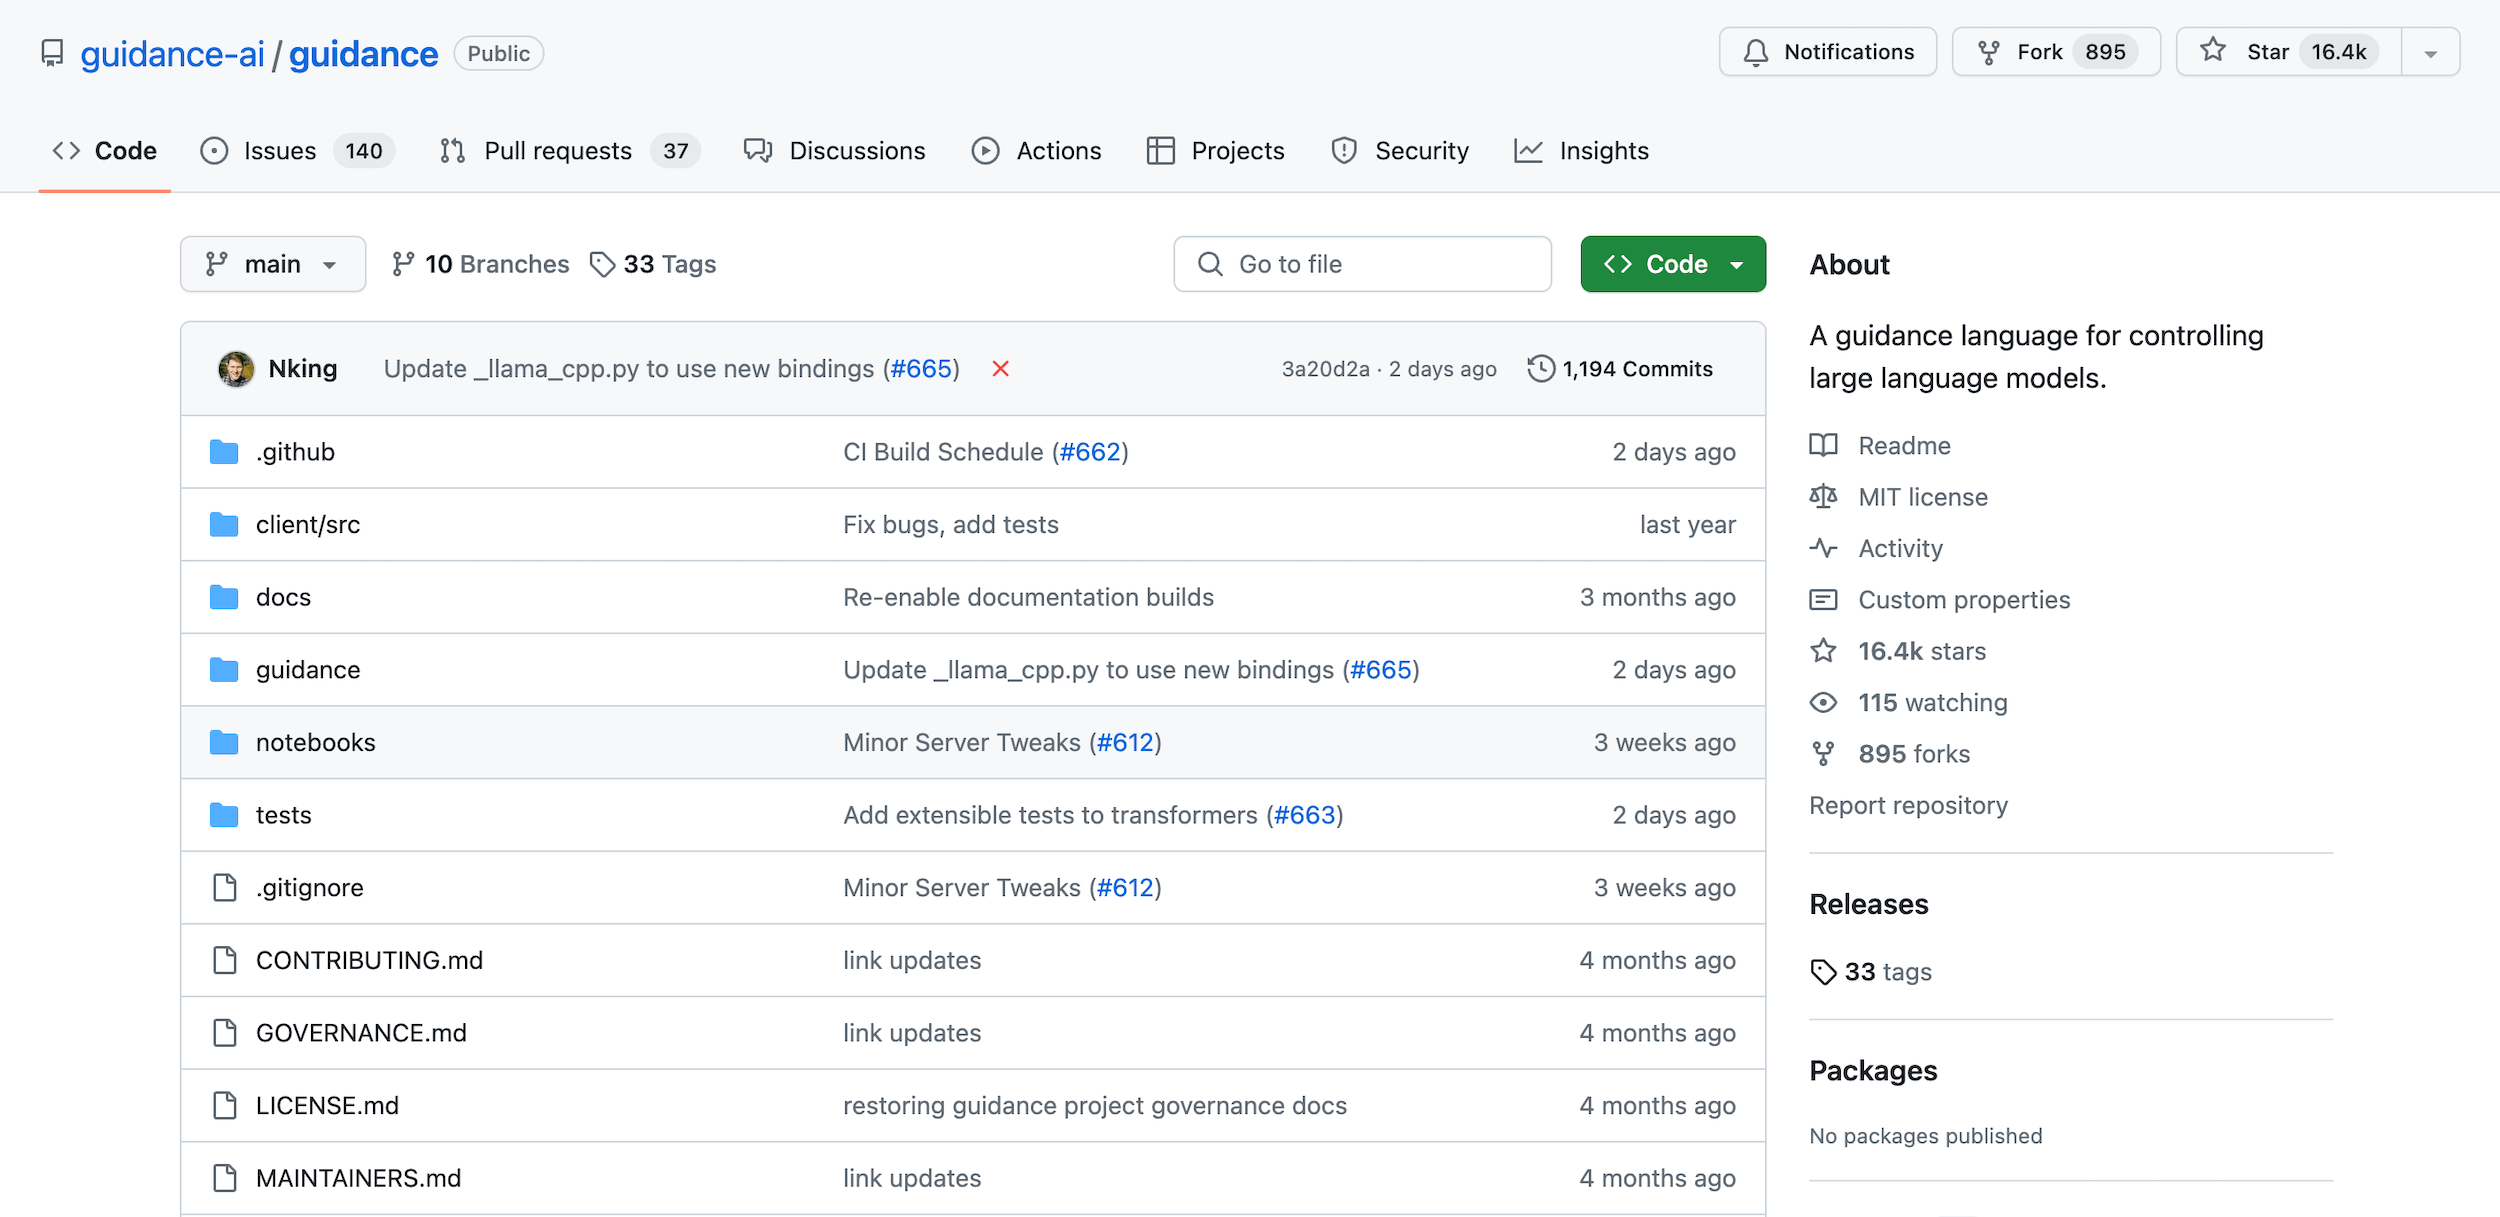 guidance-ai / guidance Public Notifications Fork 895 Star 16.4k
Code Issues 140 Pull requests 37 Discussions Actions Projects Security Insights
main 10 Branches 33 Tags Go to file Code
Nking Update _llama_cpp.py to use new bindings (#665) 3a20d2a · 2 days ago 1,194 Commits
.github CI Build Schedule (#662) 2 days ago
client/src Fix bugs, add tests last year
docs Re-enable documentation builds 3 months ago
guidance Update _llama_cpp.py to use new bindings (#665) 2 days ago
notebooks Minor Server Tweaks (#612) 3 weeks ago
tests Add extensible tests to transformers (#663) 2 days ago
.gitignore Minor Server Tweaks (#612) 3 weeks ago
CONTRIBUTING.md link updates 4 months ago
GOVERNANCE.md link updates 4 months ago
LICENSE.md restoring guidance project governance docs 4 months ago
MAINTAINERS.md link updates 4 months ago
About
A guidance language for controlling
large language models.
Readme
MIT license
Activity
Custom properties
16.4k stars
115 watching
895 forks
Report repository
Releases
33 tags
Packages
No packages published